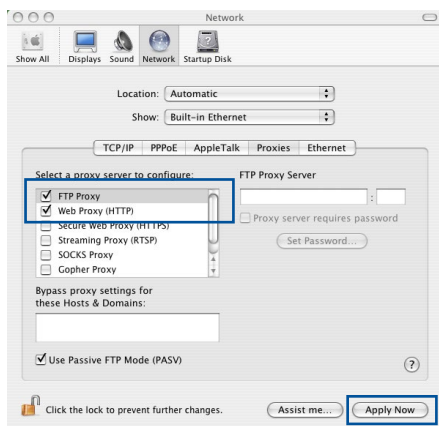 Network
Show All Displays Sound Network Startup Disk
Location: Automatic
Show: Built-in Ethernet
TCP/IP PPPoE AppleTalk Proxies Ethernet
Select a proxy server to configure: FTP Proxy Server
FTP Proxy
:
Web Proxy (HTTP)
Proxy server requires password
Secure Web Proxy (HTTPS)
Streaming Proxy (RTSP) Set Password...
SOCKS Proxy
Gopher Proxy
Bypass proxy settings for
these Hosts & Domains:
Use Passive FTP Mode (PASV) ?
Click the lock to prevent further changes. Assist me... Apply Now